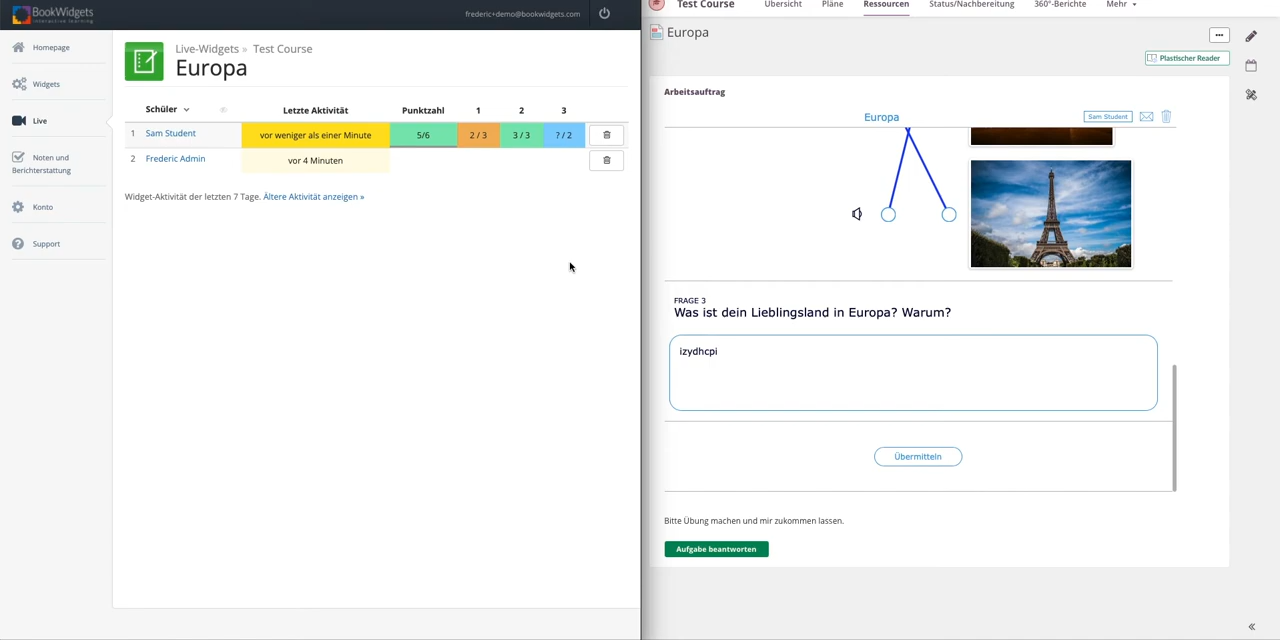 BookWidgets
interactive learning
frederic+demo@bookwidgets.com
Homepage
Widgets
Live
Noten und
Berichterstattung
Konto
Support
Live-Widgets » Test Course
Europa
Schüler Letzte Aktivität Punktzahl 1 2 3
1 Sam Student vor weniger als einer Minute 5/6 2 / 3 3 / 3 ? / 2
2 Frederic Admin vor 4 Minuten
Widget-Aktivität der letzten 7 Tage. Ältere Aktivität anzeigen »
Test Course Übersicht Pläne Ressourcen Status/Nachbereitung 360°-Berichte Mehr
Europa
Plastischer Reader
Arbeitsauftrag
Europa
Sam Student
FRAGE 3
Was ist dein Lieblingsland in Europa? Warum?
izydhcpi
Übermitteln
Bitte Übung machen und mir zukommen lassen.
Aufgabe beantworten